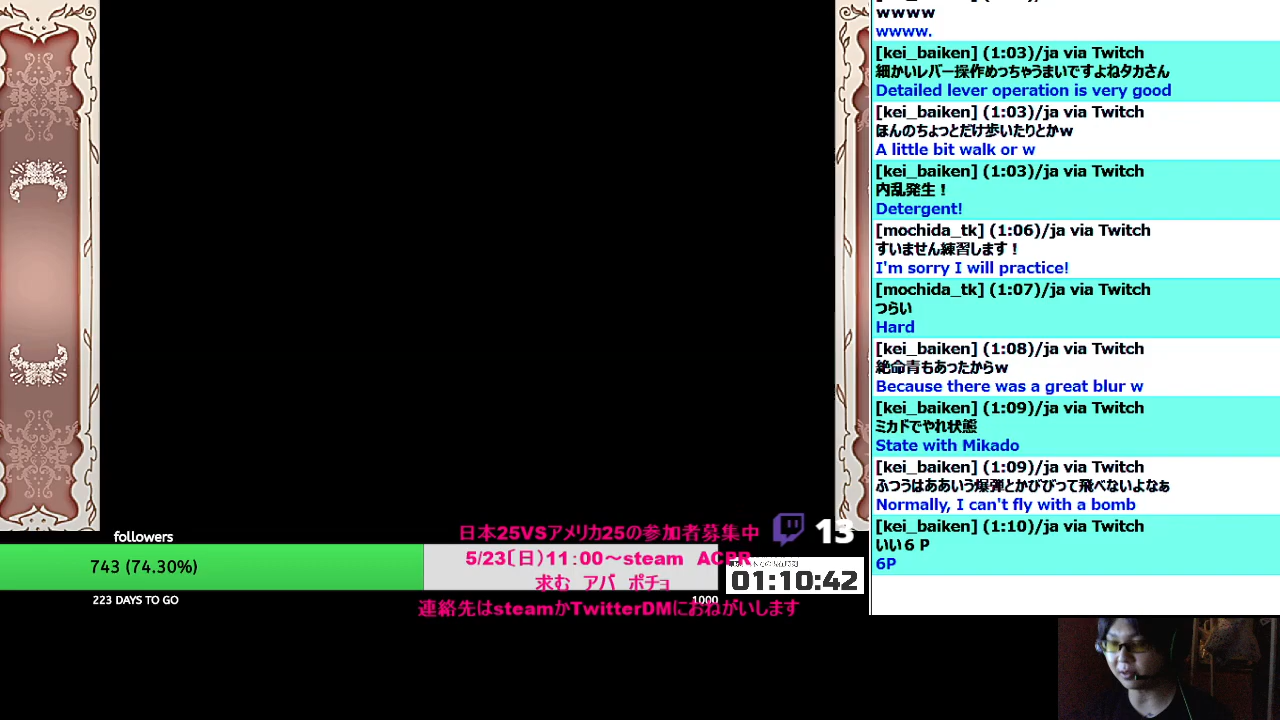 wwww
wwww.
[kei_baiken] (1:03)/ja via Twitch
細かいレバー操作めっちゃうまいですよねタカさん
Detailed lever operation is very good
[kei_baiken] (1:03)/ja via Twitch
ほんのちょっとだけ歩いたりとかw
A little bit walk or w
[kei_baiken] (1:03)/ja via Twitch
内乱発生！
Detergent!
[mochida_tk] (1:06)/ja via Twitch
すいません練習します！
I'm sorry I will practice!
[mochida_tk] (1:07)/ja via Twitch
つらい
Hard
[kei_baiken] (1:08)/ja via Twitch
絶命青もあったからw
Because there was a great blur w
[kei_baiken] (1:09)/ja via Twitch
ミカドでやれ状態
State with Mikado
[kei_baiken] (1:09)/ja via Twitch
ふつうはああいう爆弾とかびびって飛べないよなぁ
Normally, I can't fly with a bomb
[kei_baiken] (1:10)/ja via Twitch
いい６Ｐ
6P
followers
743 (74.30%)
223 DAYS TO GO
1000
日本25VSアメリカ25の参加者募集中
5/23〔日〕11：00～steam ACPR
求む アバ ポチョ
連絡先はsteamかTwitterDMにおねがいします
13
01:10:42